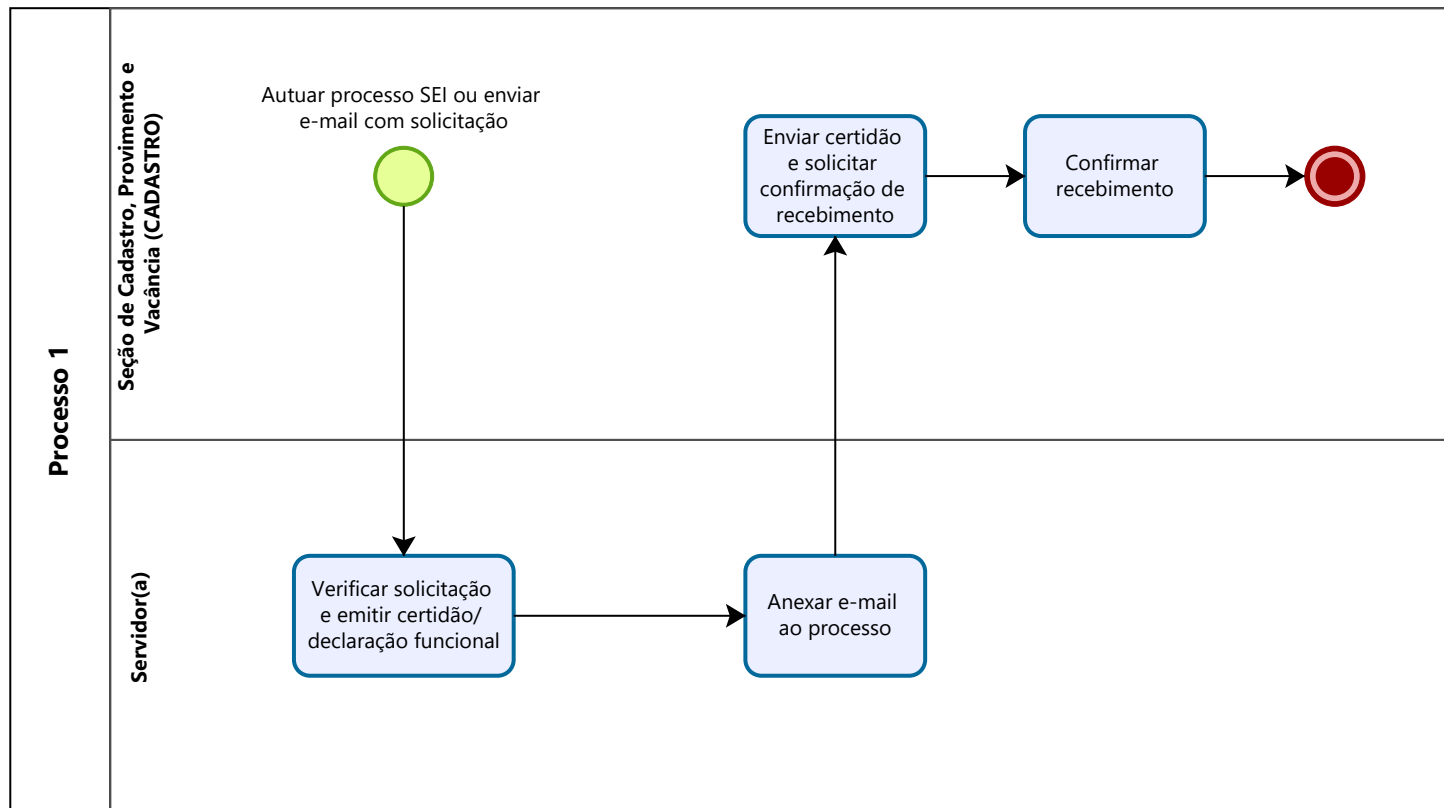 Processo 1
Seção de Cadastro, Provimento e
Vacância (CADASTRO)
Autuar processo SEI ou enviar
e-mail com solicitação
Enviar certidão
e solicitar
confirmação de
recebimento
Confirmar
recebimento
Servidor(a)
Verificar solicitação
e emitir certidão/
declaração funcional
Anexar e-mail
ao processo